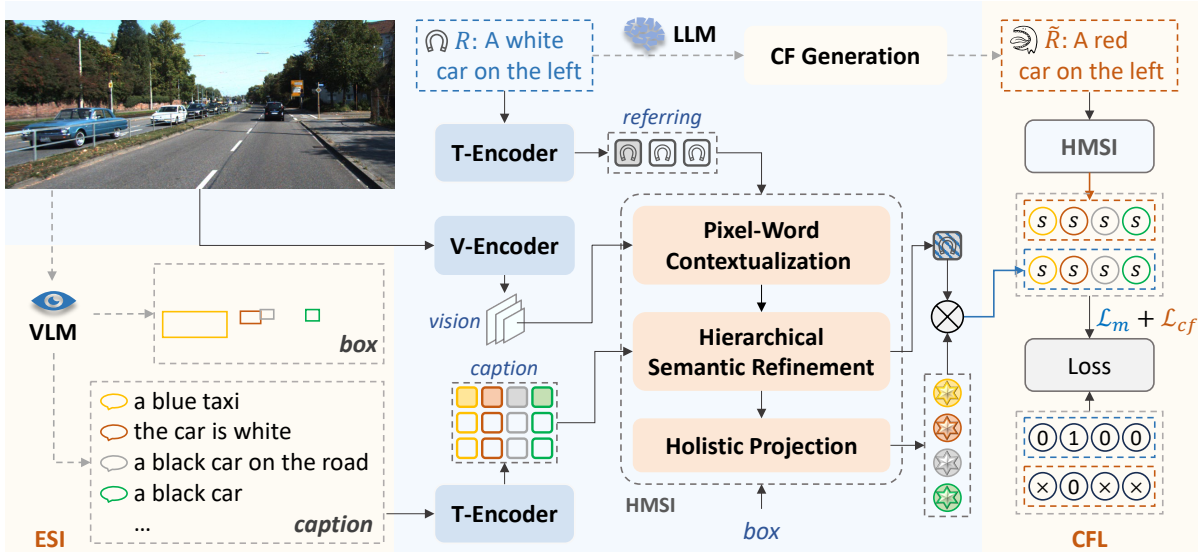 R: A white
car on the left
LLM
CF Generation
R̃: A red
car on the left
T-Encoder
referring
HMSI
V-Encoder
vision
Pixel-Word
Contextualization
Hierarchical
Semantic Refinement
Holistic Projection
HMSI
box
caption
T-Encoder
VLM
box
a blue taxi
the car is white
a black car on the road
a black car
...
caption
ESI
s s s s
s s s s
ℒm + ℒcf
Loss
0 1 0 0
× 0 × ×
CFL